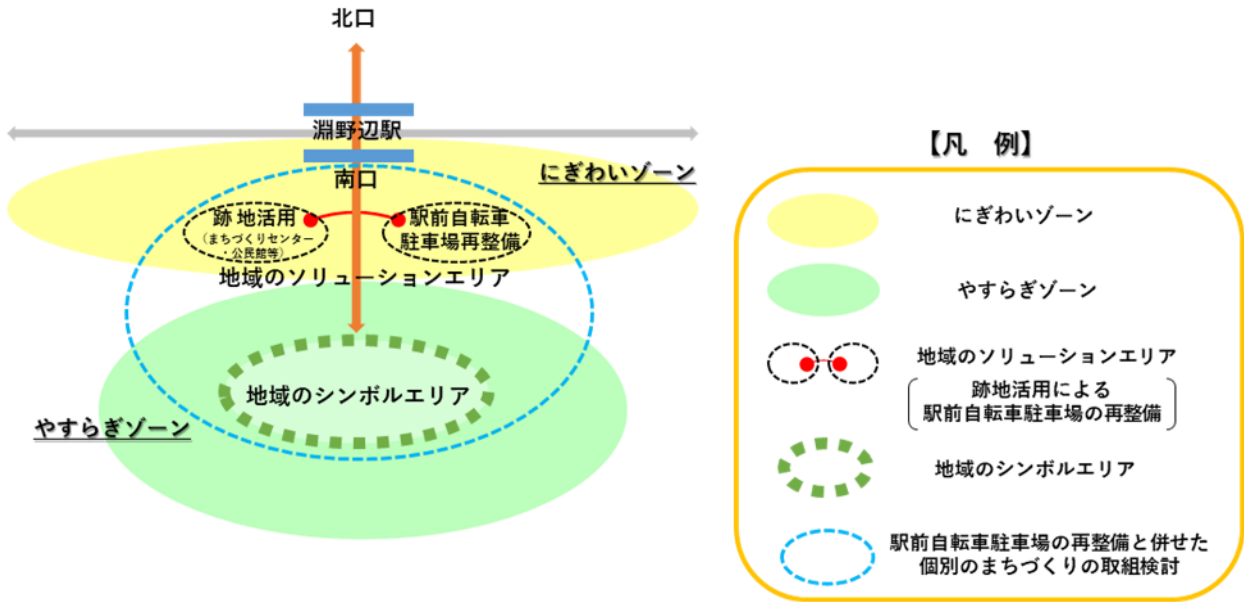 北口
淵野辺駅
南口
にぎわいゾーン
跡 地活用
（まちづくりセンター
・公民館等）
駅前自転車
駐車場再整備
地域のソリューションエリア
地域のシンボルエリア
やすらぎゾーン
【凡　例】
にぎわいゾーン
やすらぎゾーン
地域のソリューションエリア
跡地活用による
駅前自転車駐車場の再整備
地域のシンボルエリア
駅前自転車駐車場の再整備と併せた
個別のまちづくりの取組検討